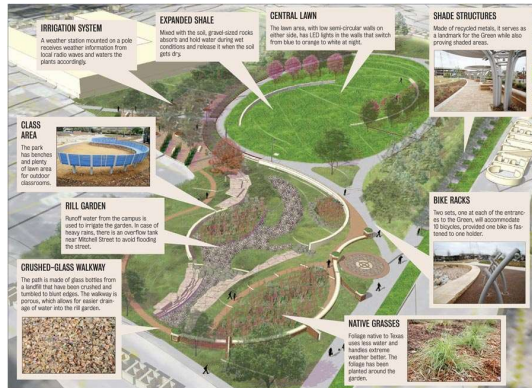 IRRIGATION SYSTEM
A weather station mounted on a pole
receives weather information from
local radio waves and waters the
plants accordingly.
EXPANDED SHALE
Mixed with the soil, gravel-sized rocks
absorb and hold water during wet
conditions and release it when the soil
gets dry.
CENTRAL LAWN
The lawn area, with low semi-circular walls on
either side, has LED lights in the walls that switch
from blue to orange to white at night.
SHADE STRUCTURES
Made of recycled metals, it serves as
a landmark for the Green while also
proving shaded areas.
CLASS
AREA
The park
has benches
and plenty
of lawn area
for outdoor
classrooms.
RILL GARDEN
Runoff water from the campus is
used to irrigate the garden. In case of
heavy rains, there is an overflow tank
near Mitchell Street to avoid flooding
the street.
BIKE RACKS
Two sets, one at each of the entranc-
es to the Green, will accommodate
10 bicycles, provided one bike is fas-
tened to one holder.
CRUSHED-GLASS WALKWAY
The path is made of glass bottles from
a landfill that have been crushed and
tumbled to blunt edges. The walkway is
porous, which allows for easier drain-
age of water into the rill garden.
NATIVE GRASSES
Foliage native to Texas
uses less water and
handles extreme
weather better. The
foliage has been
planted around the
garden.